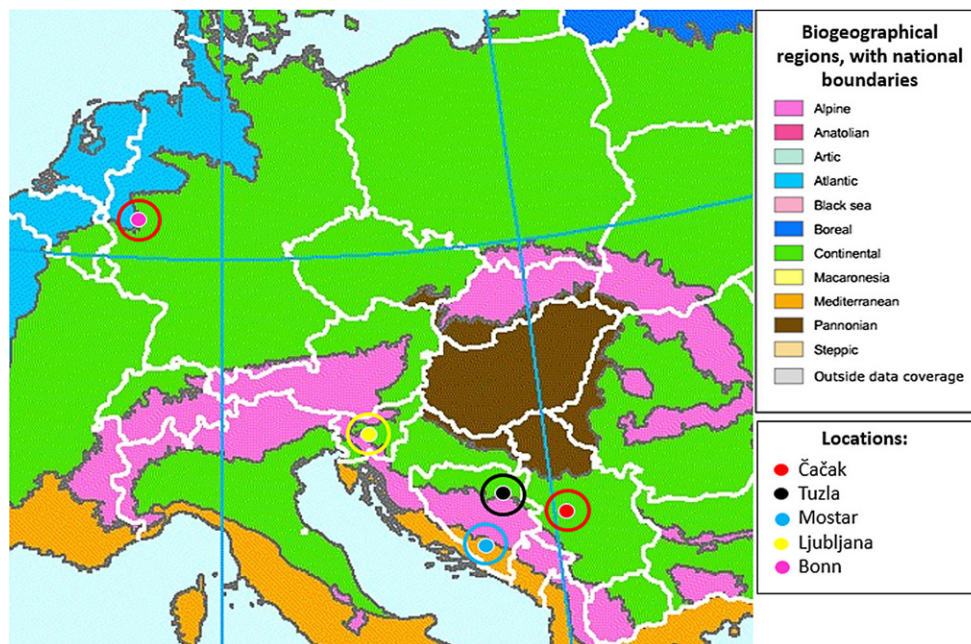 Biogeographical
regions, with national
boundaries
Alpine
Anatolian
Artic
Atlantic
Black sea
Boreal
Continental
Macaronesia
Mediterranean
Pannonian
Steppic
Outside data coverage
Locations:
Čačak
Tuzla
Mostar
Ljubljana
Bonn